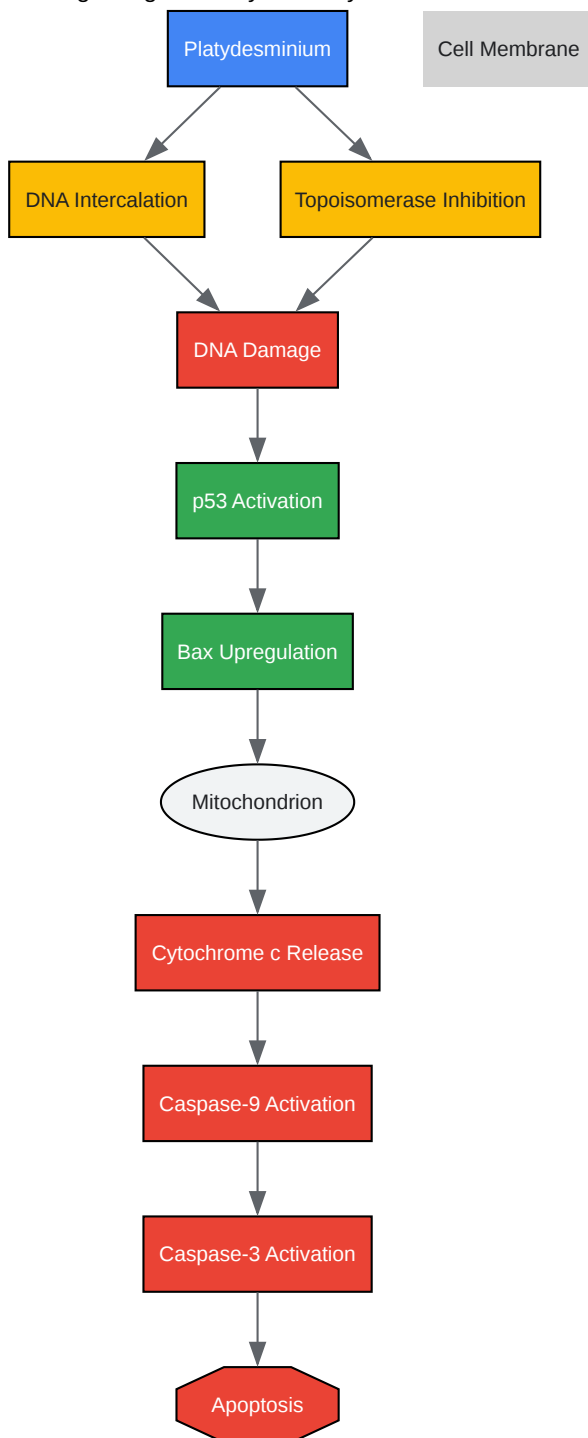 Platydesminium
Cell Membrane
DNA Intercalation
Topoisomerase Inhibition
DNA Damage
p53 Activation
Bax Upregulation
Mitochondrion
Cytochrome c Release
Caspase-9 Activation
Caspase-3 Activation
Apoptosis